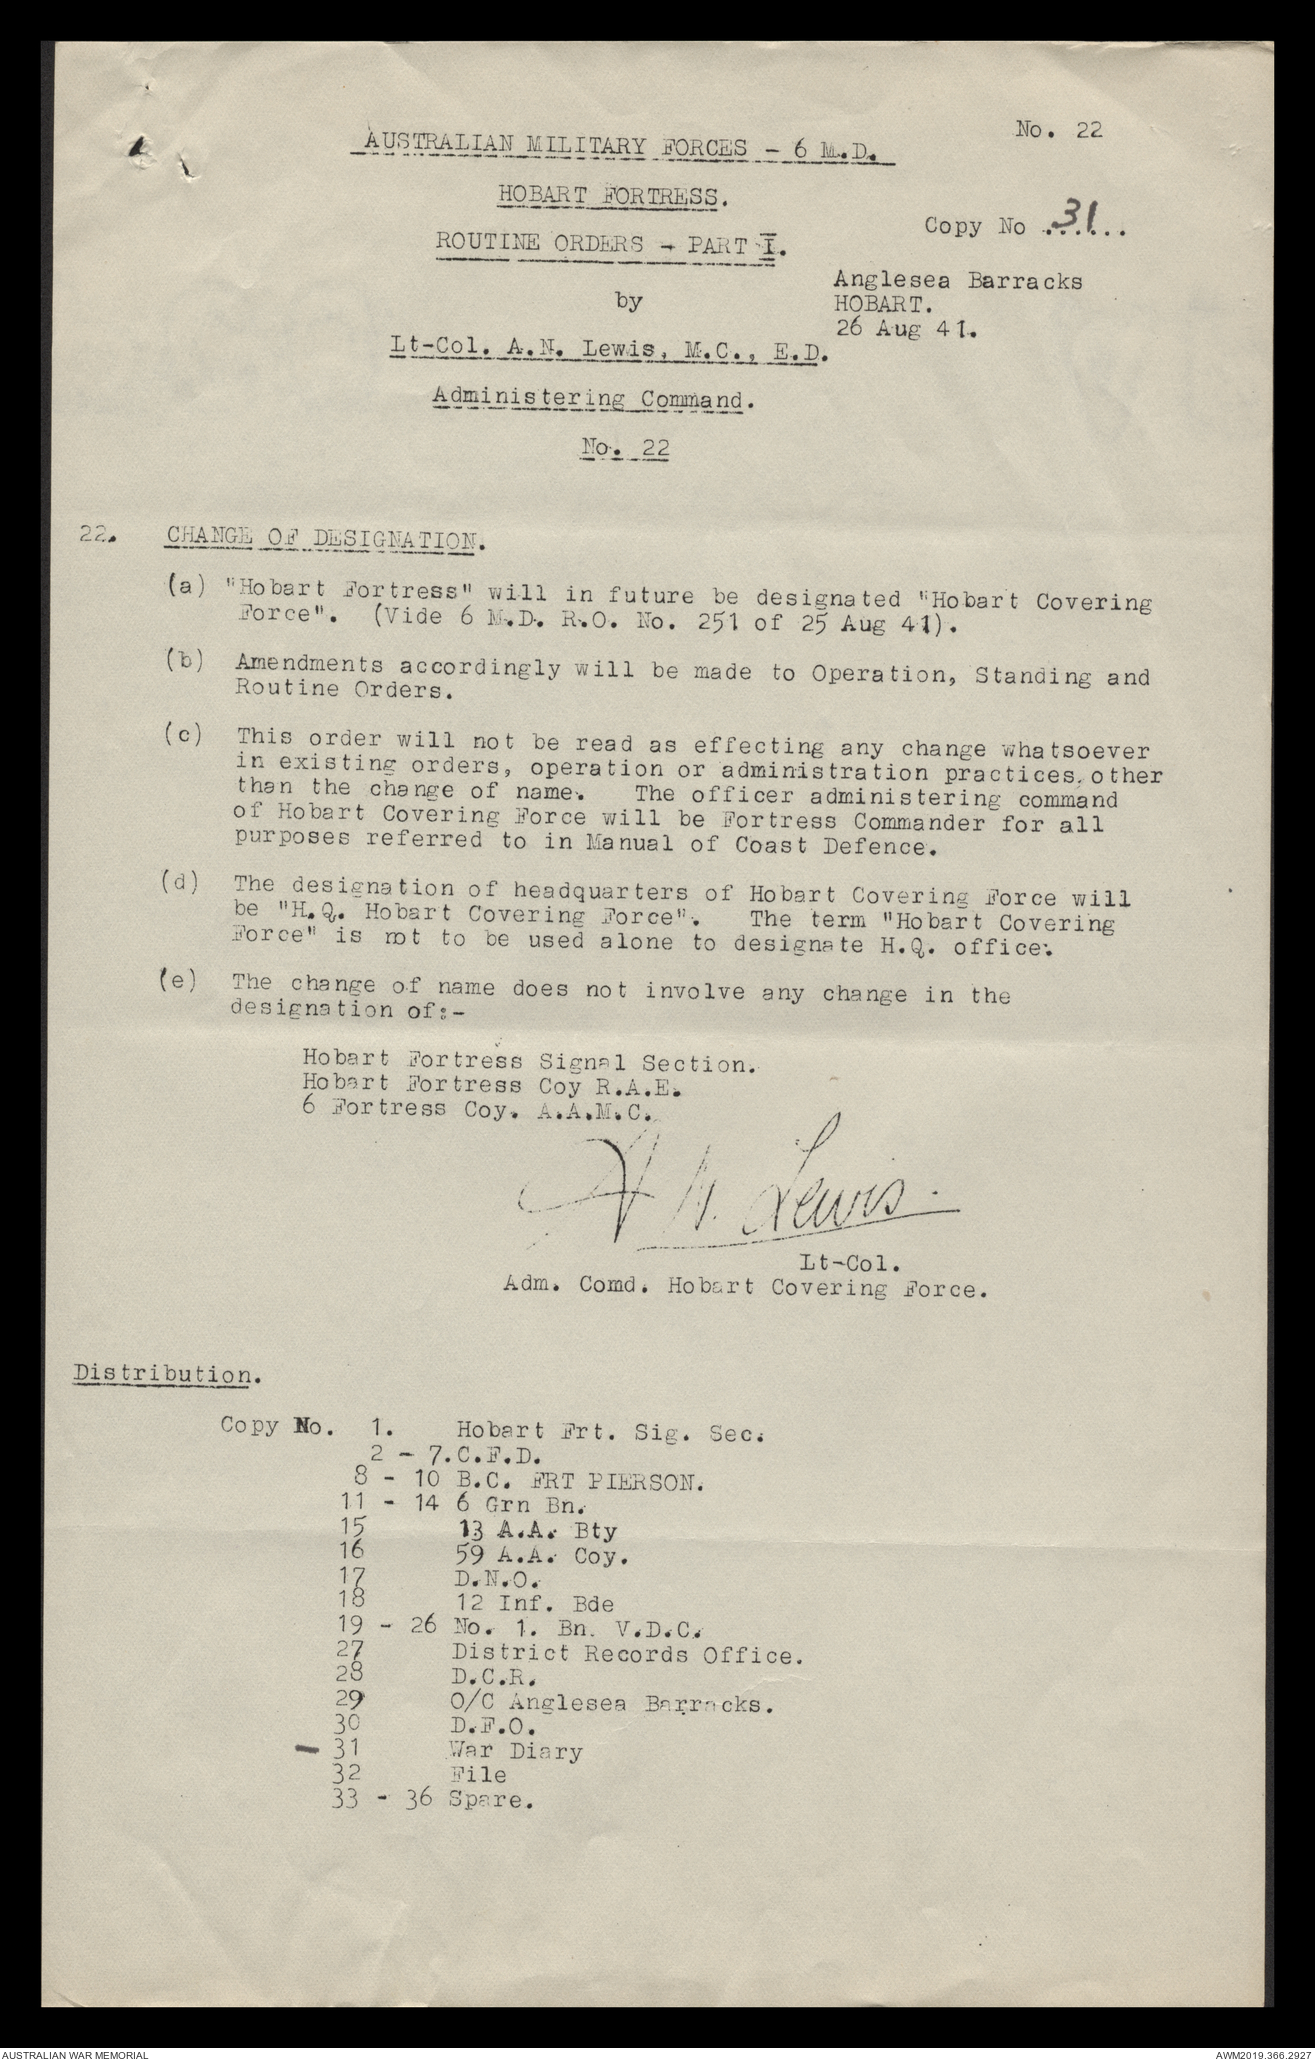 No. 22
AUSTRALIAN MILITARY FORCES - 6 M.D.
HOBART FORTRESS.
Copy No ..31....
ROUTINE ORDERS - PART I.
Anglesea Barracks
HOBART.
26 Aug 41.
by
Lt-Col. A.N. Lewis, M.C., E.D.
Administering Command.
No. 22
22. CHANGE OF DESIGNATION.
(a) "Hobart Fortress" will in future be designated "Hobart Covering
Force". (Vide 6 M.D. R.O. No. 251 of 25 Aug 41).
(b) Amendments accordingly will be made to Operation, Standing and
Routine Orders.
(c) This order will not be read as effecting any change whatsoever
in existing orders, operation or administration practices, other
than the change of name. The officer administering command
of Hobart Covering Force will be Fortress Commander for all
purposes referred to in Manual of Coast Defence.
(d) The designation of headquarters of Hobart Covering Force will
be "H.Q. Hobart Covering Force". The term "Hobart Covering
Force" is not to be used alone to designate H.Q. office.
(e) The change of name does not involve any change in the
designation of:-
Hobart Fortress Signal Section.
Hobart Fortress Coy R.A.E.
6 Fortress Coy. A.A.M.C.
A N. Lewis.
Lt-Col.
Adm. Comd. Hobart Covering Force.
Distribution.
Copy No. 1. Hobart Frt. Sig. Sec.
2 - 7. C.F.D.
8 - 10 B.C. FRT PIERSON.
11 - 14 6 Grn Bn.
15 13 A.A. Bty
16 59 A.A. Coy.
17 D.N.O.
18 12 Inf. Bde
19 - 26 No. 1. Bn. V.D.C.
27 District Records Office.
28 D.C.R.
29 O/C Anglesea Barracks.
30 D.F.O.
- 31 War Diary
32 File
33 - 36 Spare.
AUSTRALIAN WAR MEMORIAL
AWM2019.366.2927